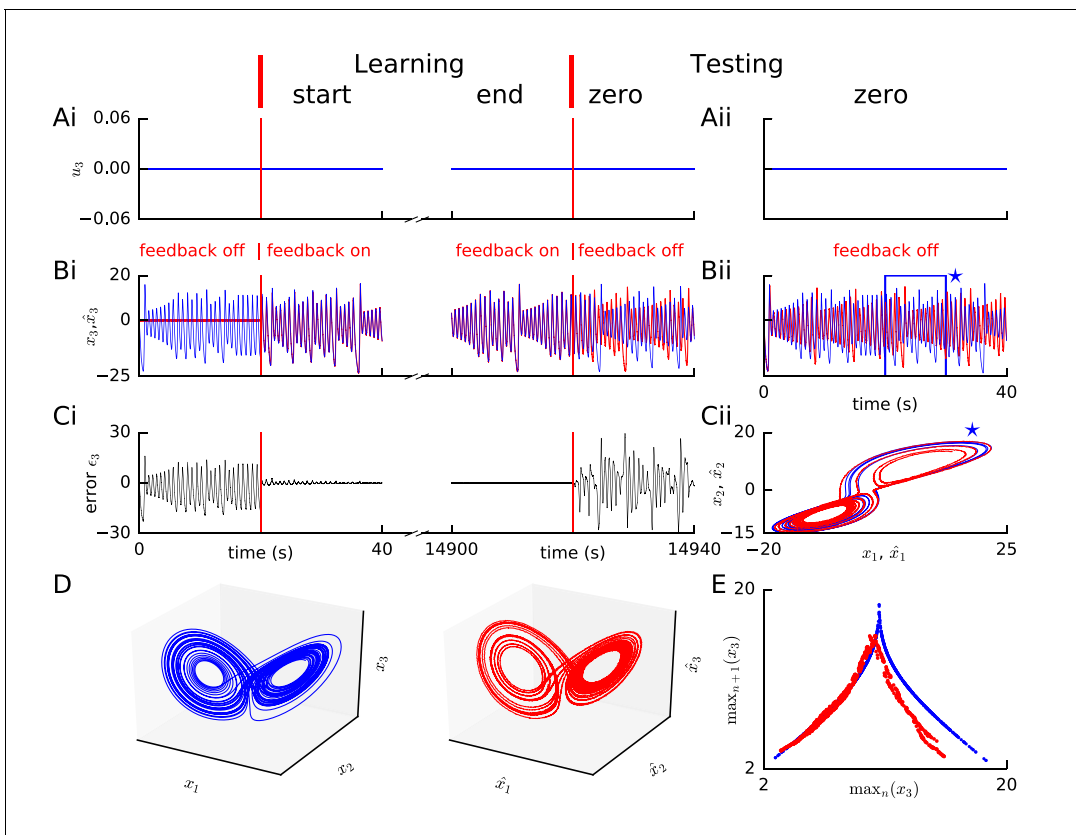 Learning Testing
start end zero zero
Ai Aii
0.06
0.00
−0.06
u₃
feedback off feedback on feedback on feedback off feedback off
Bi Bii
20
0
−25
x₃,x̂₃
0 40
time (s)
Ci Cii
30
0
−30
error ϵ₃
0 time (s) 40 14900 time (s) 14940
20
0
−15
x₂, x̂₂
−20 x₁, x̂₁ 25
D E
x₁ x₂ x₃
x̂₁ x̂₂ x̂₃
20
2
maxₙ₊₁(x₃)
2 maxₙ(x₃) 20